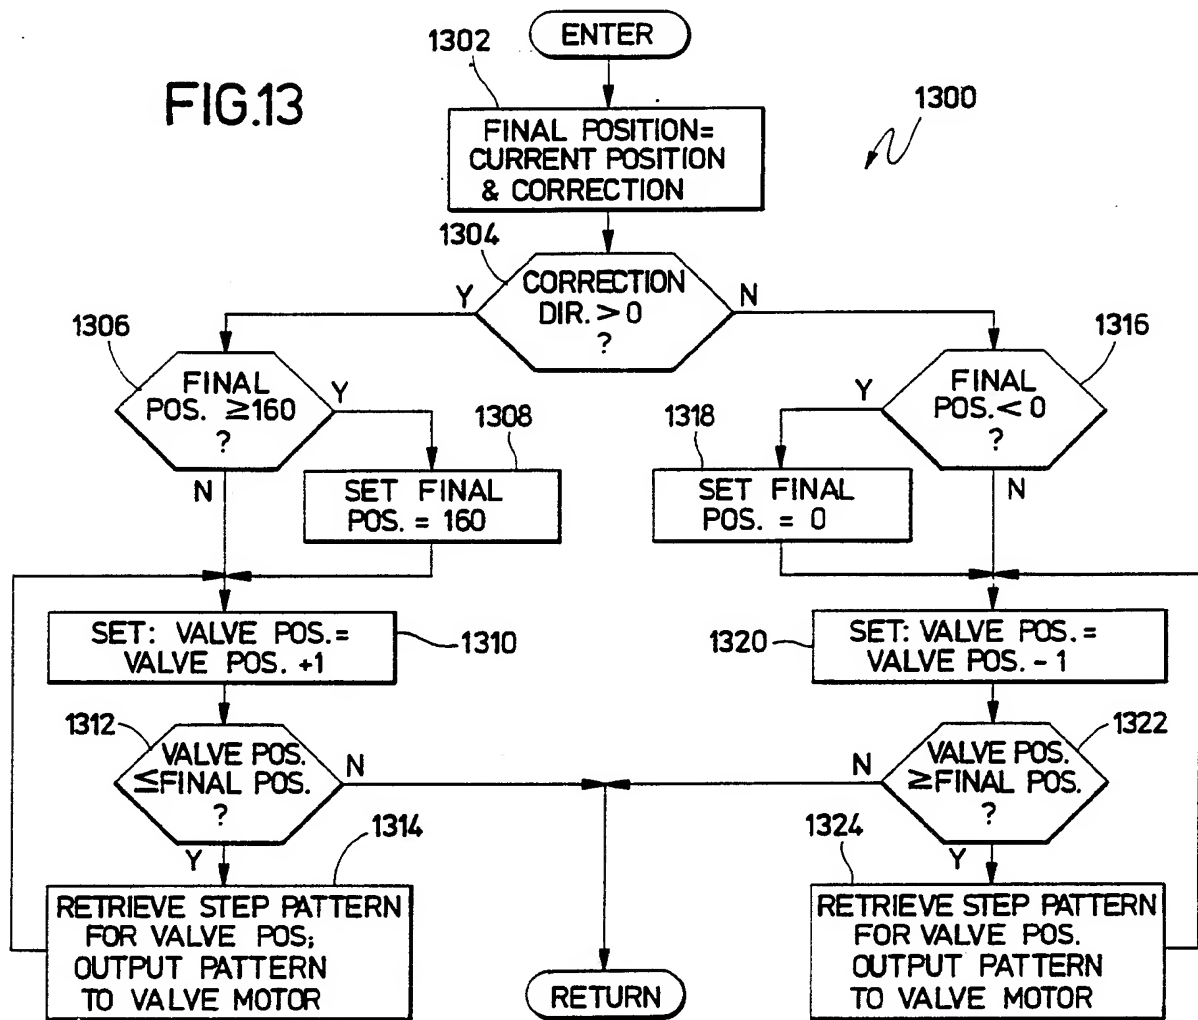 ENTER
1302
FIG.13
1300
FINAL POSITION=
CURRENT POSITION
& CORRECTION
1304
CORRECTION
DIR. > 0
?
Y
N
1306
FINAL
POS. ≥160
?
Y
N
1308
SET FINAL
POS. = 160
1316
FINAL
POS. < 0
?
Y
N
1318
SET FINAL
POS. = 0
SET: VALVE POS. =
VALVE POS. +1
1310
1320
SET: VALVE POS. =
VALVE POS. - 1
1312
VALVE POS.
≤FINAL POS.
?
N
Y
1322
VALVE POS.
≥FINAL POS.
?
N
Y
1314
RETRIEVE STEP PATTERN
FOR VALVE POS;
OUTPUT PATTERN
TO VALVE MOTOR
1324
RETRIEVE STEP PATTERN
FOR VALVE POS.
OUTPUT PATTERN
TO VALVE MOTOR
RETURN